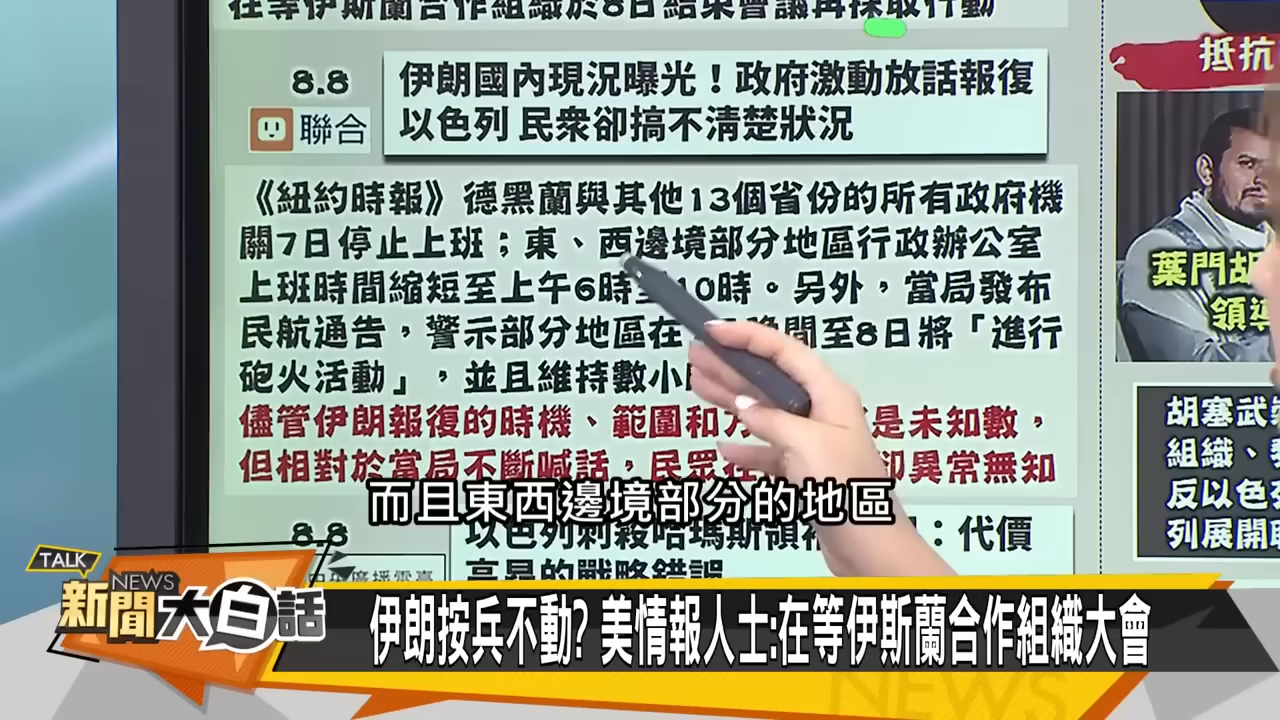 在等伊斯蘭合作組織於8日結束會議再採取行動
8.8
聯合
伊朗國內現況曝光！政府激動放話報復
以色列 民眾卻搞不清楚狀況
《紐約時報》德黑蘭與其他13個省份的所有政府機
關7日停止上班；東、西邊境部分地區行政辦公室
上班時間縮短至上午6時至10時。另外，當局發布
民航通告，警示部分地區在 晚間至8日將「進行
砲火活動」，並且維持數小
儘管伊朗報復的時機、範圍和 是未知數，
但相對於當局不斷喊話，民眾在 卻異常無知
8.8
以色列刺殺哈瑪斯領 ：代價
高昂的戰略錯誤
中央廣播電臺
抵抗
葉門胡
領導
胡塞武
組織、
反以色列
列展開
而且東西邊境部分的地區
TALK
NEWS
新聞大白話
伊朗按兵不動? 美情報人士:在等伊斯蘭合作組織大會
NEWS